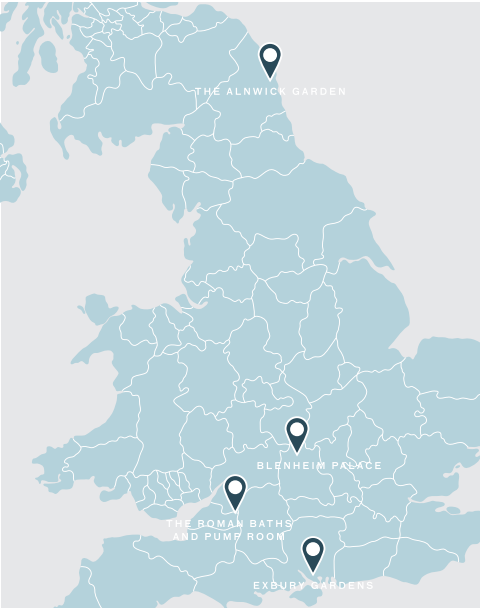 THE ALNWICK GARDEN
BLENHEIM PALACE
THE ROMAN BATHS
AND PUMP ROOM
EXBURY GARDENS